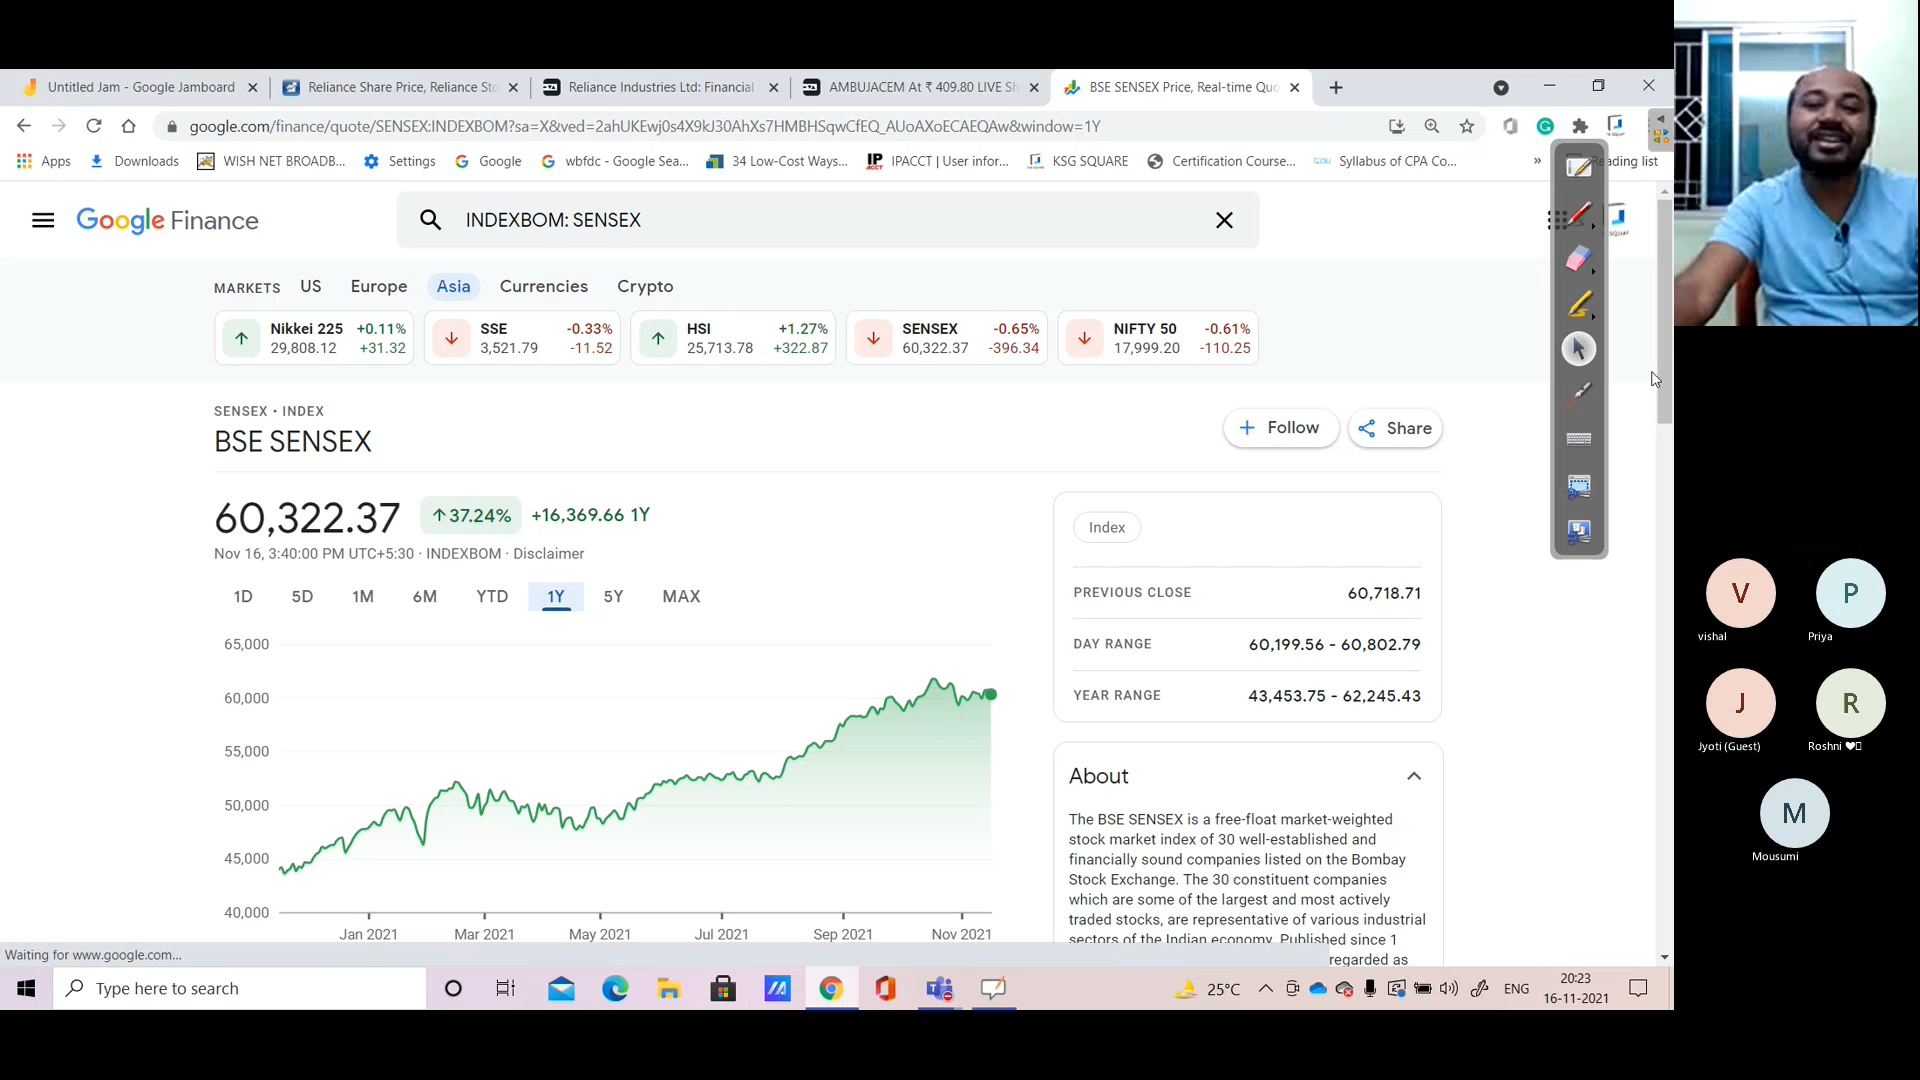 Untitled Jam - Google Jamboard
Reliance Share Price, Reliance Sto
Reliance Industries Ltd: Financial
AMBUJACEM At ₹ 409.80 LIVE Sh
BSE SENSEX Price, Real-time Quo
google.com/finance/quote/SENSEX:INDEXBOM?sa=X&ved=2ahUKEwj0s4X9kJ30AhXs7HMBHSqwCfEQ_AUoAXoECAEQAw&window=1Y
Apps
Downloads
WISH NET BROADB...
Settings
Google
wbfdc - Google Sea...
34 Low-Cost Ways...
IPACCT | User infor...
KSG SQUARE
Certification Course...
Syllabus of CPA Co...
»
eading list
Google Finance
INDEXBOM: SENSEX
MARKETS US Europe Asia Currencies Crypto
Nikkei 225 +0.11%
29,808.12 +31.32
SSE -0.33%
3,521.79 -11.52
HSI +1.27%
25,713.78 +322.87
SENSEX -0.65%
60,322.37 -396.34
NIFTY 50 -0.61%
17,999.20 -110.25
SENSEX • INDEX
BSE SENSEX
Follow
Share
60,322.37 ↑37.24% +16,369.66 1Y
Nov 16, 3:40:00 PM UTC+5:30 · INDEXBOM · Disclaimer
1D 5D 1M 6M YTD 1Y 5Y MAX
65,000
60,000
55,000
50,000
45,000
40,000
Jan 2021 Mar 2021 May 2021 Jul 2021 Sep 2021 Nov 2021
Index
PREVIOUS CLOSE 60,718.71
DAY RANGE 60,199.56 - 60,802.79
YEAR RANGE 43,453.75 - 62,245.43
About
The BSE SENSEX is a free-float market-weighted
stock market index of 30 well-established and
financially sound companies listed on the Bombay
Stock Exchange. The 30 constituent companies
which are some of the largest and most actively
traded stocks, are representative of various industrial
sectors of the Indian economy. Published since 1
regarded as
Waiting for www.google.com...
Type here to search
25°C
ENG
20:23
16-11-2021
V
vishal
P
Priya
J
Jyoti (Guest)
R
Roshni ❤
M
Mousumi